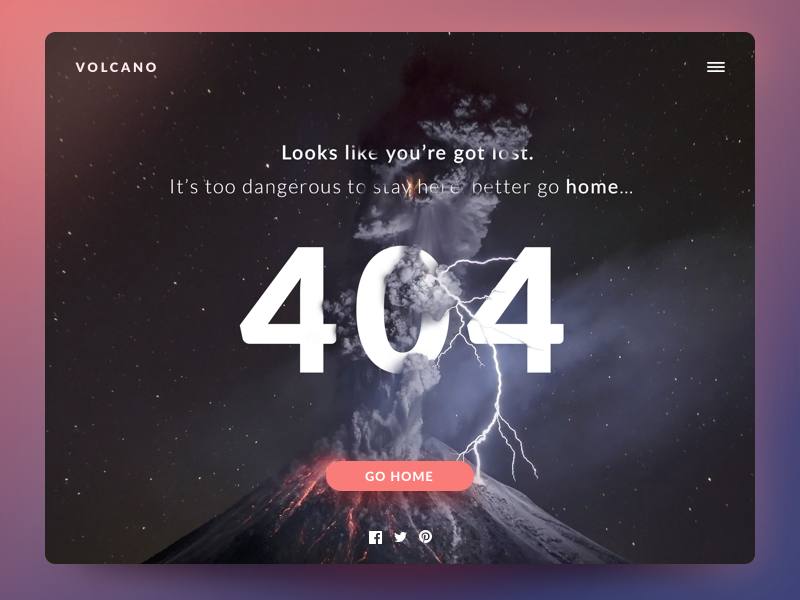 VOLCANO
Looks like you're got lost.
It's too dangerous to stay here better go home...
404
GO HOME